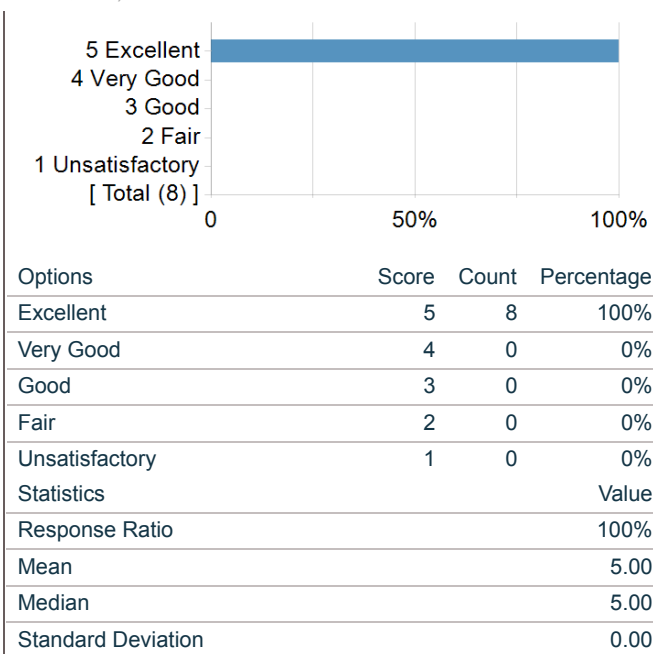 5 Excellent
4 Very Good
3 Good
2 Fair
1 Unsatisfactory
[ Total (8) ]
0 50% 100%
Options Score Count Percentage
Excellent 5 8 100%
Very Good 4 0 0%
Good 3 0 0%
Fair 2 0 0%
Unsatisfactory 1 0 0%
Statistics Value
Response Ratio 100%
Mean 5.00
Median 5.00
Standard Deviation 0.00